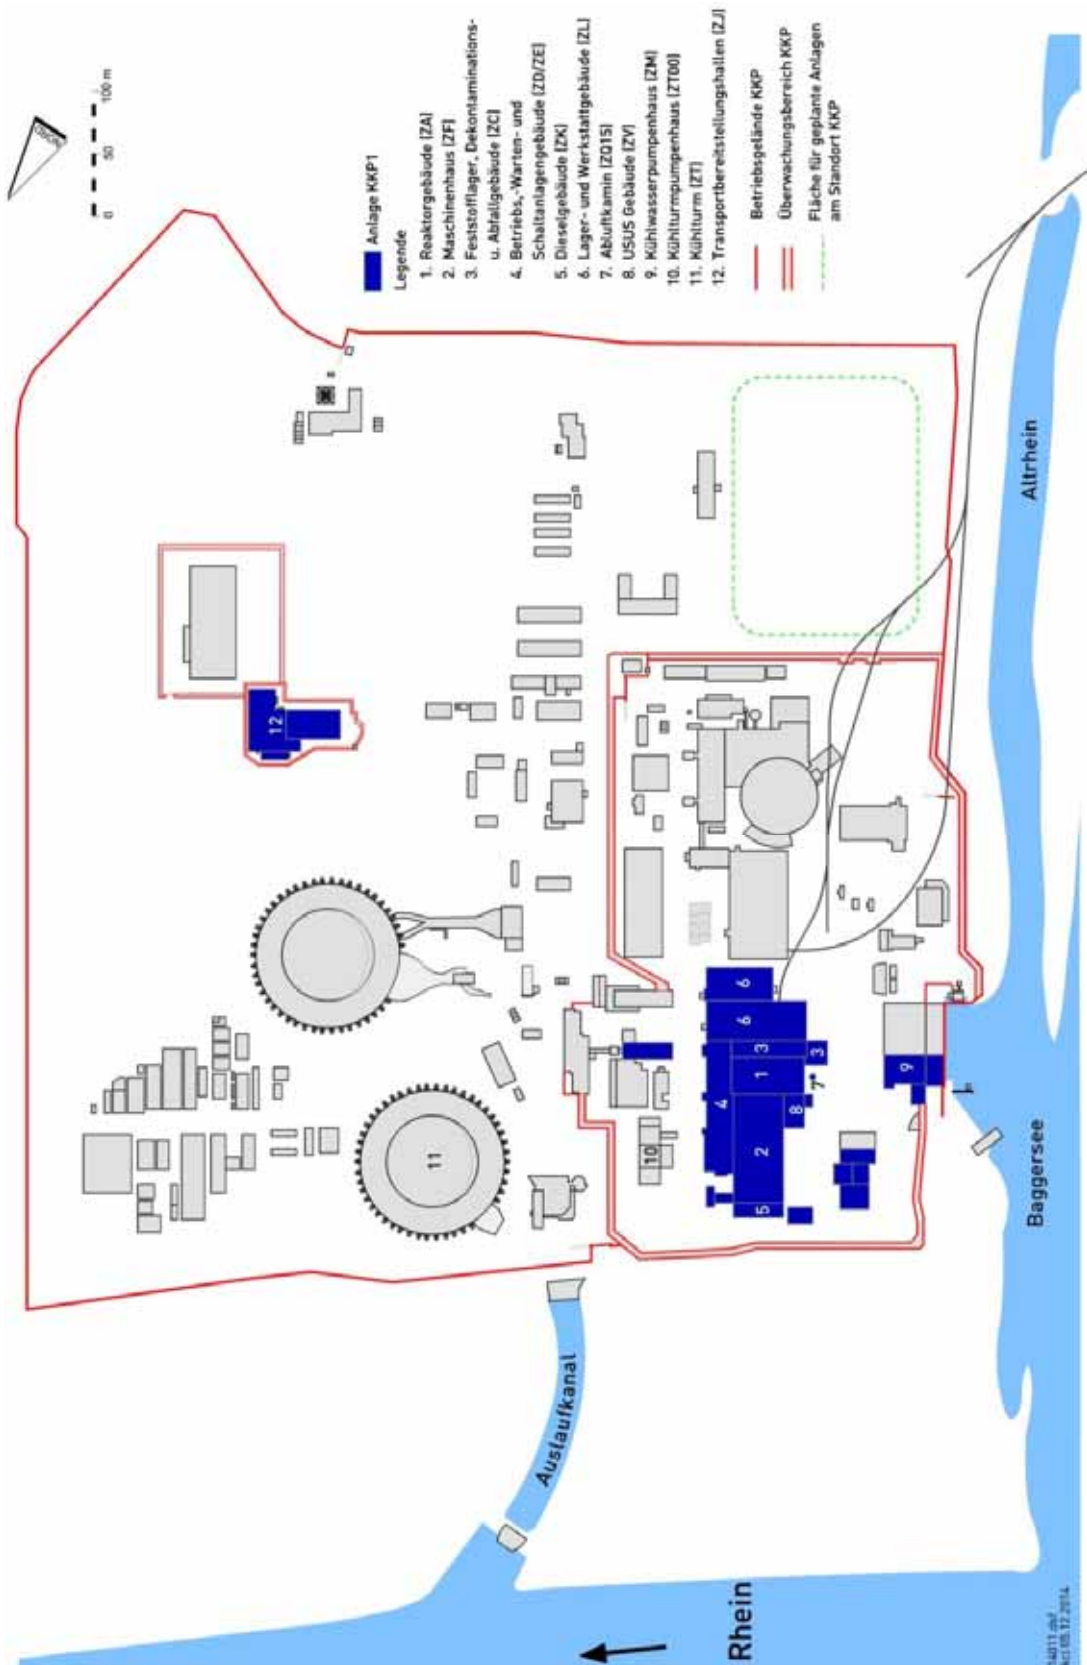 0 50 100 m
Anlage KKP1
Legende
1. Reaktorgebäude (ZA)
2. Maschinenhaus (ZF)
3. Feststofflager, Dekontaminations-
u. Abfallgebäude (ZC)
4. Betriebs,-Warten- und
Schaltanlagengebäude (ZD/ZE)
5. Dieselgebäude (ZK)
6. Lager- und Werkstattgebäude (ZL)
7. Abluftkamin (ZQ15)
8. USUS Gebäude (ZV)
9. Kühlwasserpumpenhaus (ZM)
10. Kühlturmpumpenhaus (ZT00)
11. Kühlturm (ZT)
12. Transportbereitstellungshallen (ZJ)
Betriebsgelände KKP
Überwachungsbereich KKP
Fläche für geplante Anlagen
am Standort KKP
12
11
10
6
6
3
3
1
4
7
8
2
5
9
Auslaufkanal
Altrhein
Baggersee
Rhein
05.12.2014